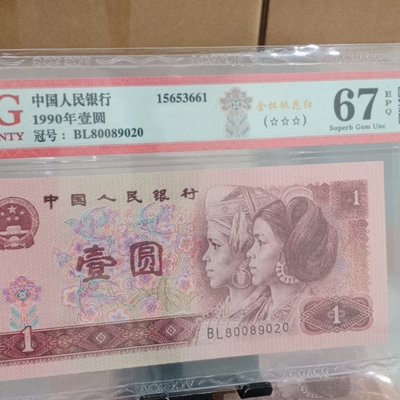 G
NTY
中国人民银行
1990年壹圆
冠号：BL80089020
15653661
金杯桃花红
(☆☆☆)
67
EPQ
Superb Gem Unc
中国人民银行
壹圆
1
1
1
BL80089020